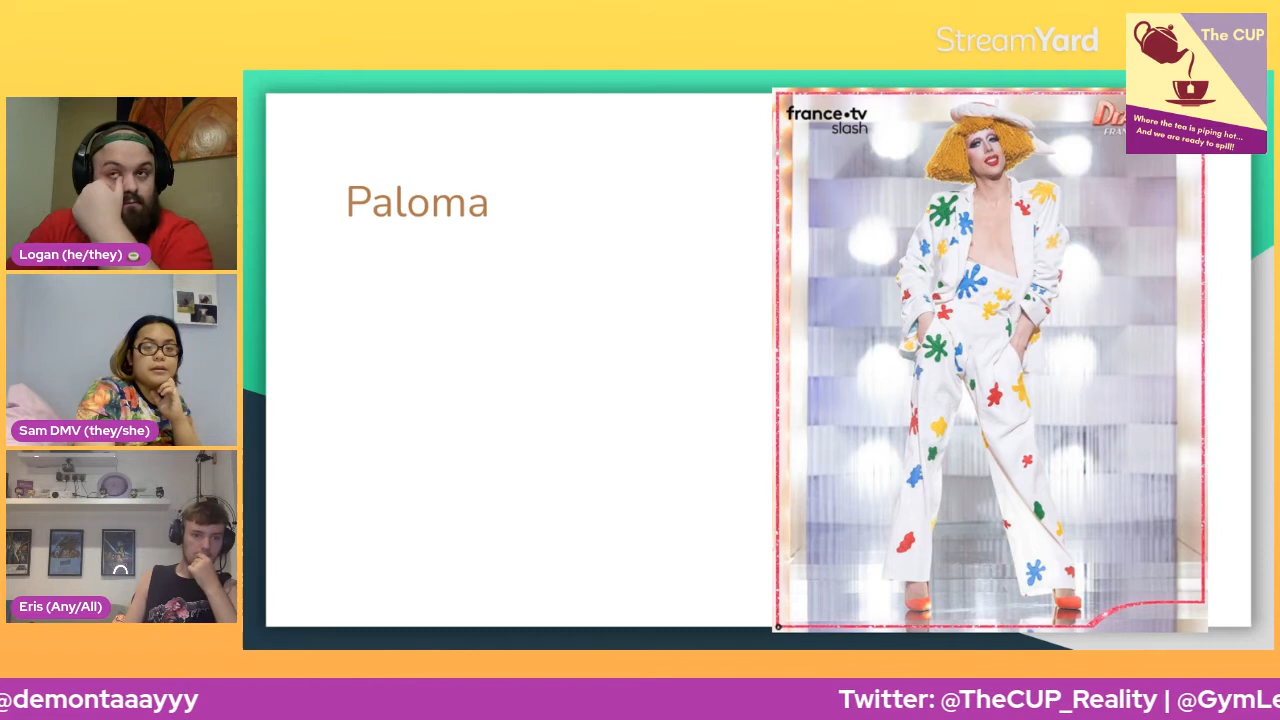 StreamYard
The CUP
Where the tea is piping hot...
And we are ready to spill!
france•tv
slash
Paloma
Logan (he/they)
Sam DMV (they/she)
Eris (Any/All)
@demontaaayyy
Twitter: @TheCUP_Reality | @GymLe